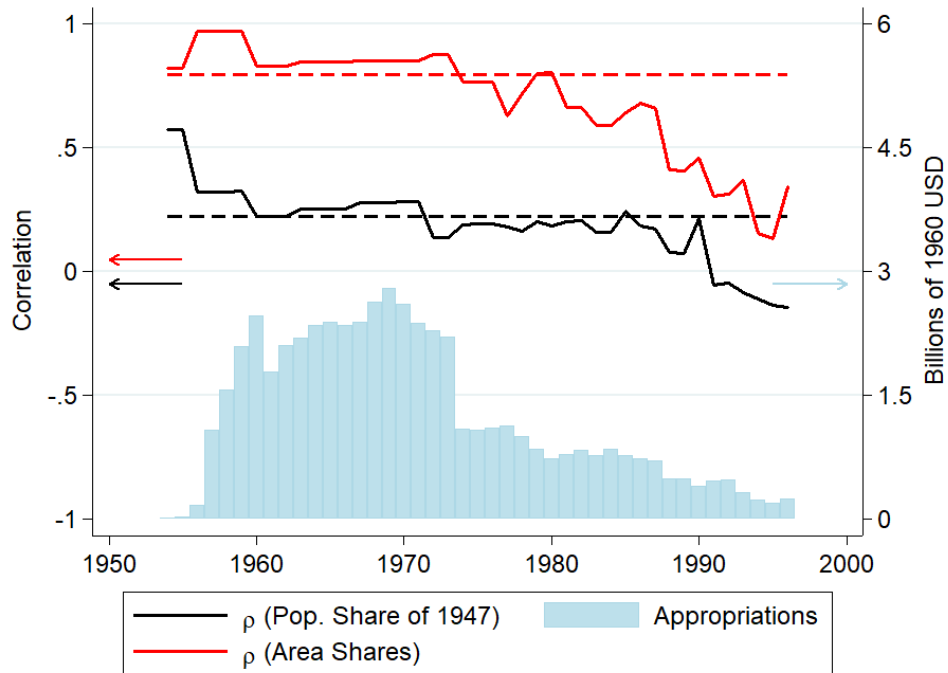 1
.5
0
-.5
-1
Correlation
6
4.5
3
1.5
0
Billions of 1960 USD
1950 1960 1970 1980 1990 2000
ρ (Pop. Share of 1947) Appropriations
ρ (Area Shares)